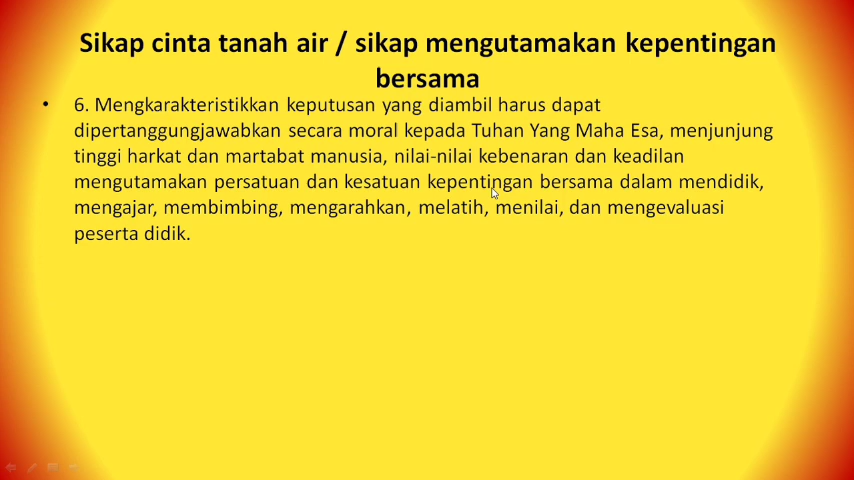 Sikap cinta tanah air / sikap mengutamakan kepentingan
bersama
• 6. Mengkarakteristikkan keputusan yang diambil harus dapat
dipertanggungjawabkan secara moral kepada Tuhan Yang Maha Esa, menjunjung
tinggi harkat dan martabat manusia, nilai-nilai kebenaran dan keadilan
mengutamakan persatuan dan kesatuan kepentingan bersama dalam mendidik,
mengajar, membimbing, mengarahkan, melatih, menilai, dan mengevaluasi
peserta didik.